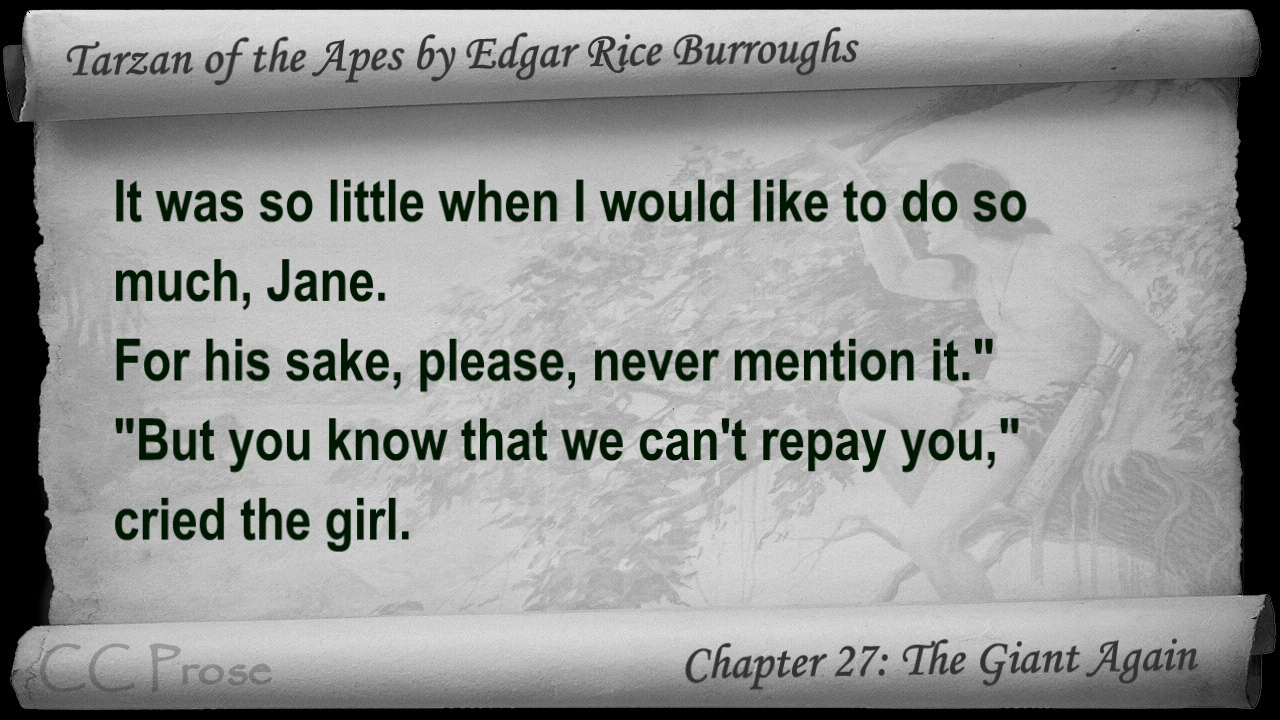 Tarzan of the Apes by Edgar Rice Burroughs
It was so little when I would like to do so
much, Jane.
For his sake, please, never mention it."
"But you know that we can't repay you,"
cried the girl.
CC Prose
Chapter 27: The Giant Again